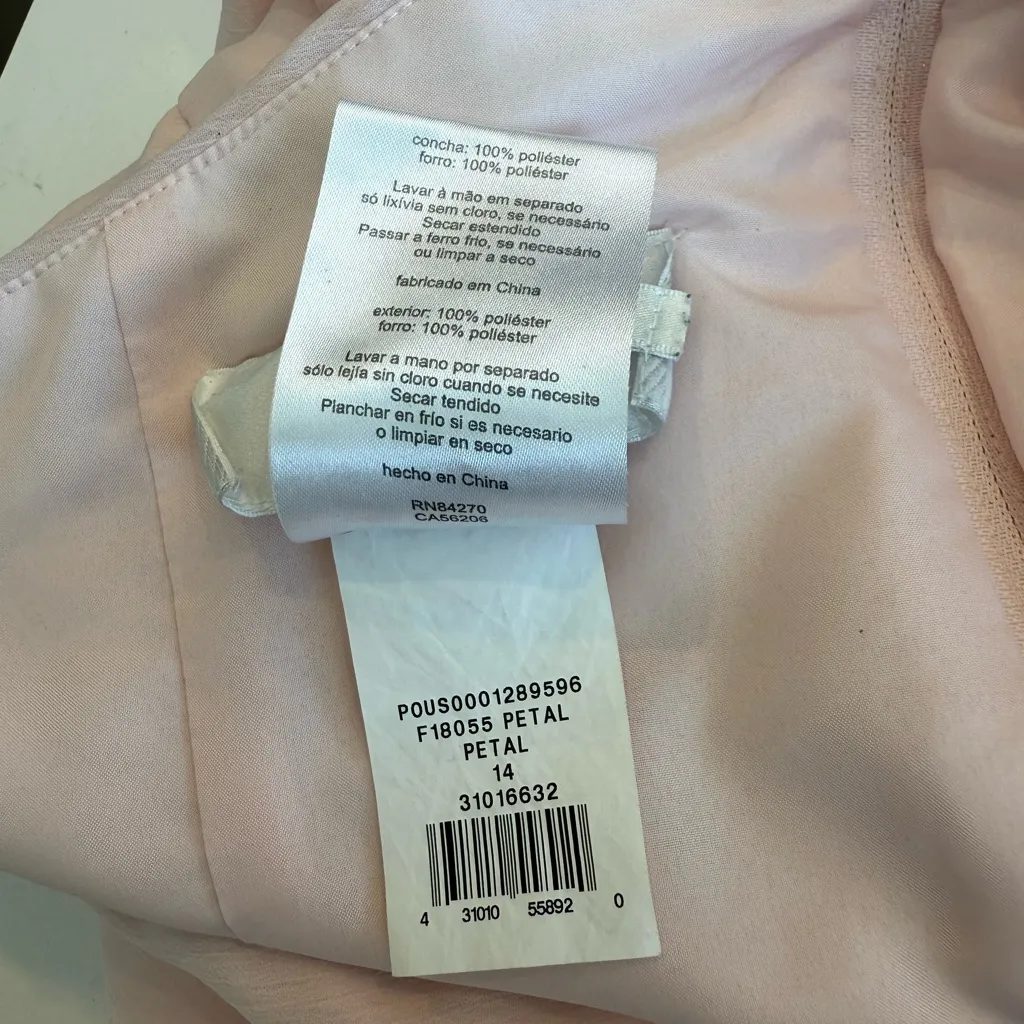 concha: 100% poliéster
forro: 100% poliéster
Lavar à mão em separado
só lixívia sem cloro, se necessário
Secar estendido
Passar a ferro frio, se necessário
ou limpar a seco
fabricado em China
exterior: 100% poliéster
forro: 100% poliéster
Lavar a mano por separado
sólo lejía sin cloro cuando se necesite
Secar tendido
Planchar en frío si es necesario
o limpiar en seco
hecho en China
RN84270
CA56206
POUS0001289596
F18055 PETAL
PETAL
14
31016632
4 31010 55892 0